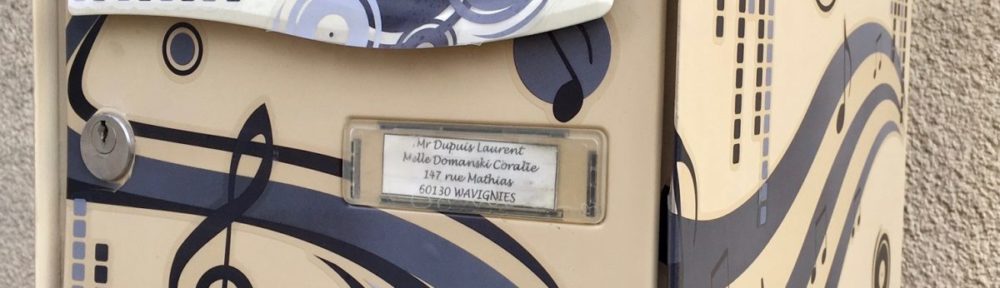 Mr Dupuis Laurent
Melle Domanski Coralie
147 rue Mathias
60130 WAVIGNIES